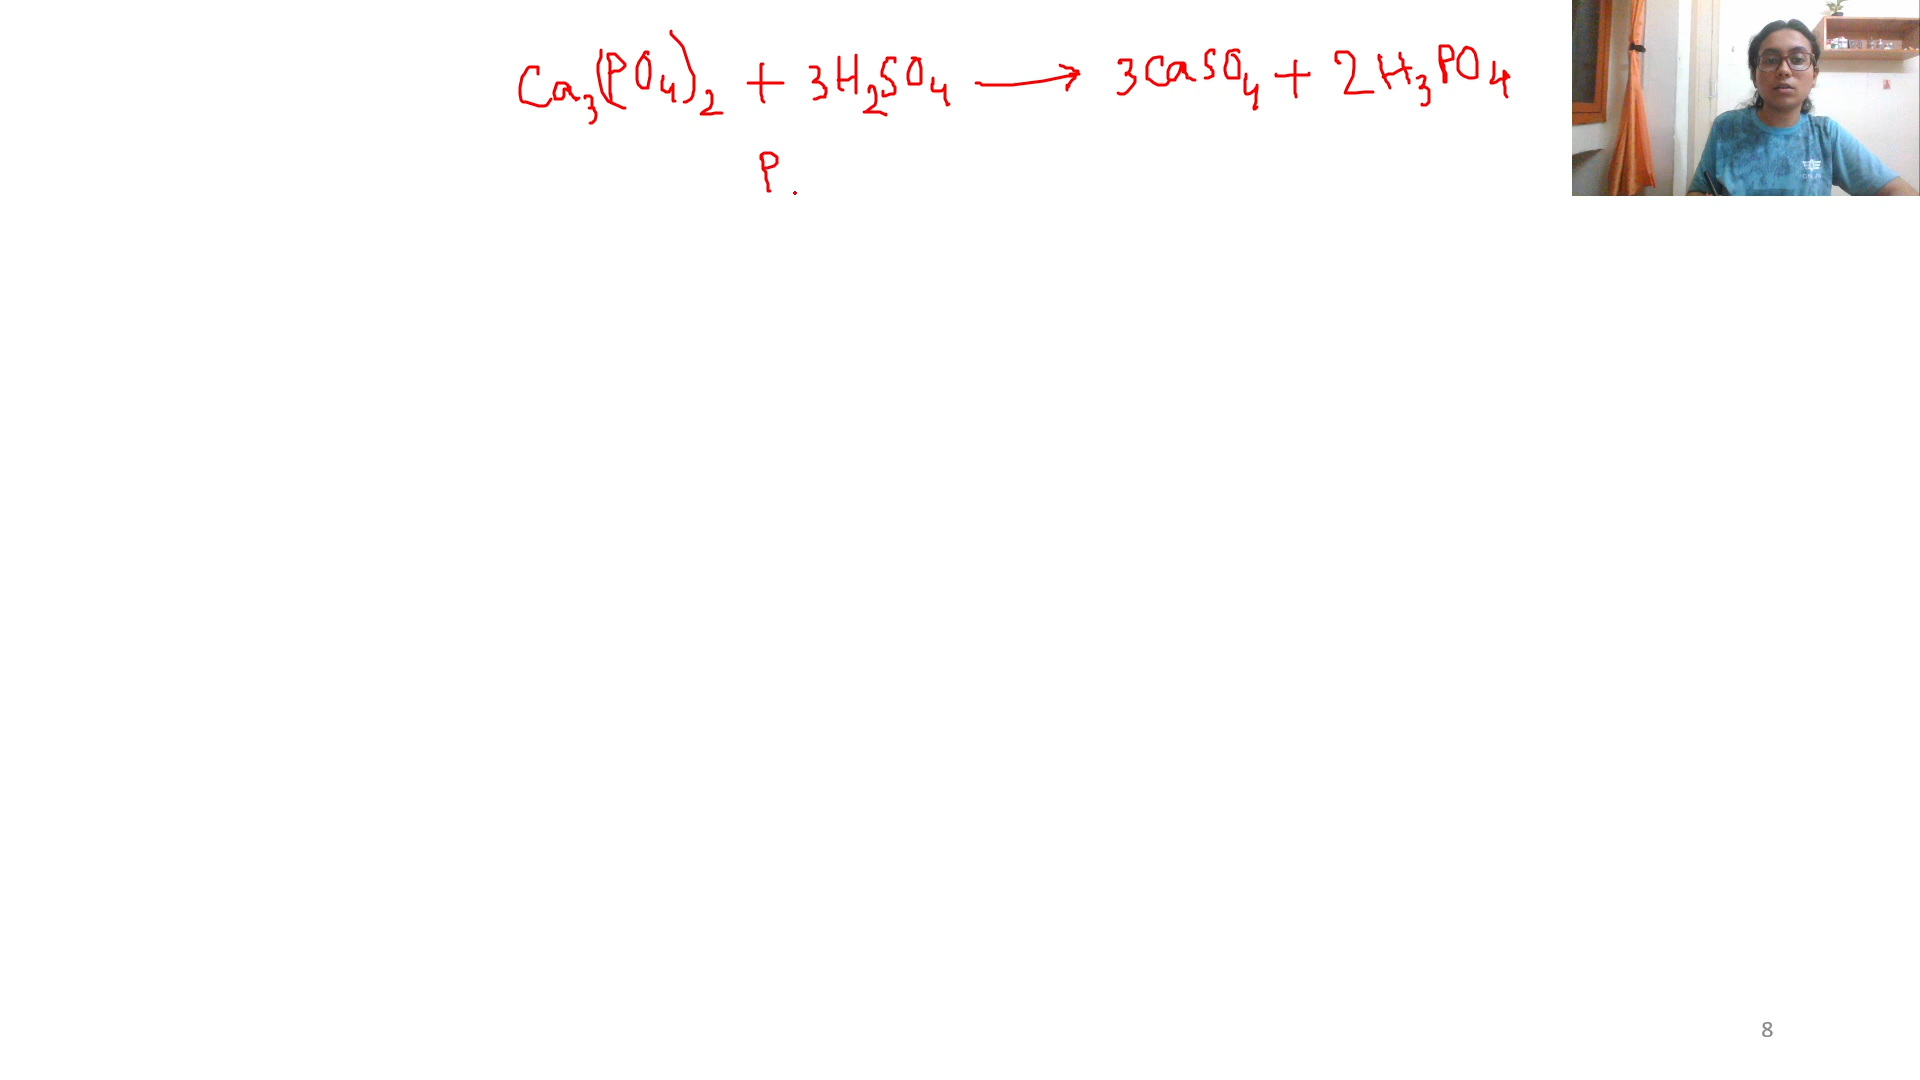 Ca₃(PO₄)₂ + 3H₂SO₄ ⟶ 3CaSO₄ + 2H₃PO₄
P.
8